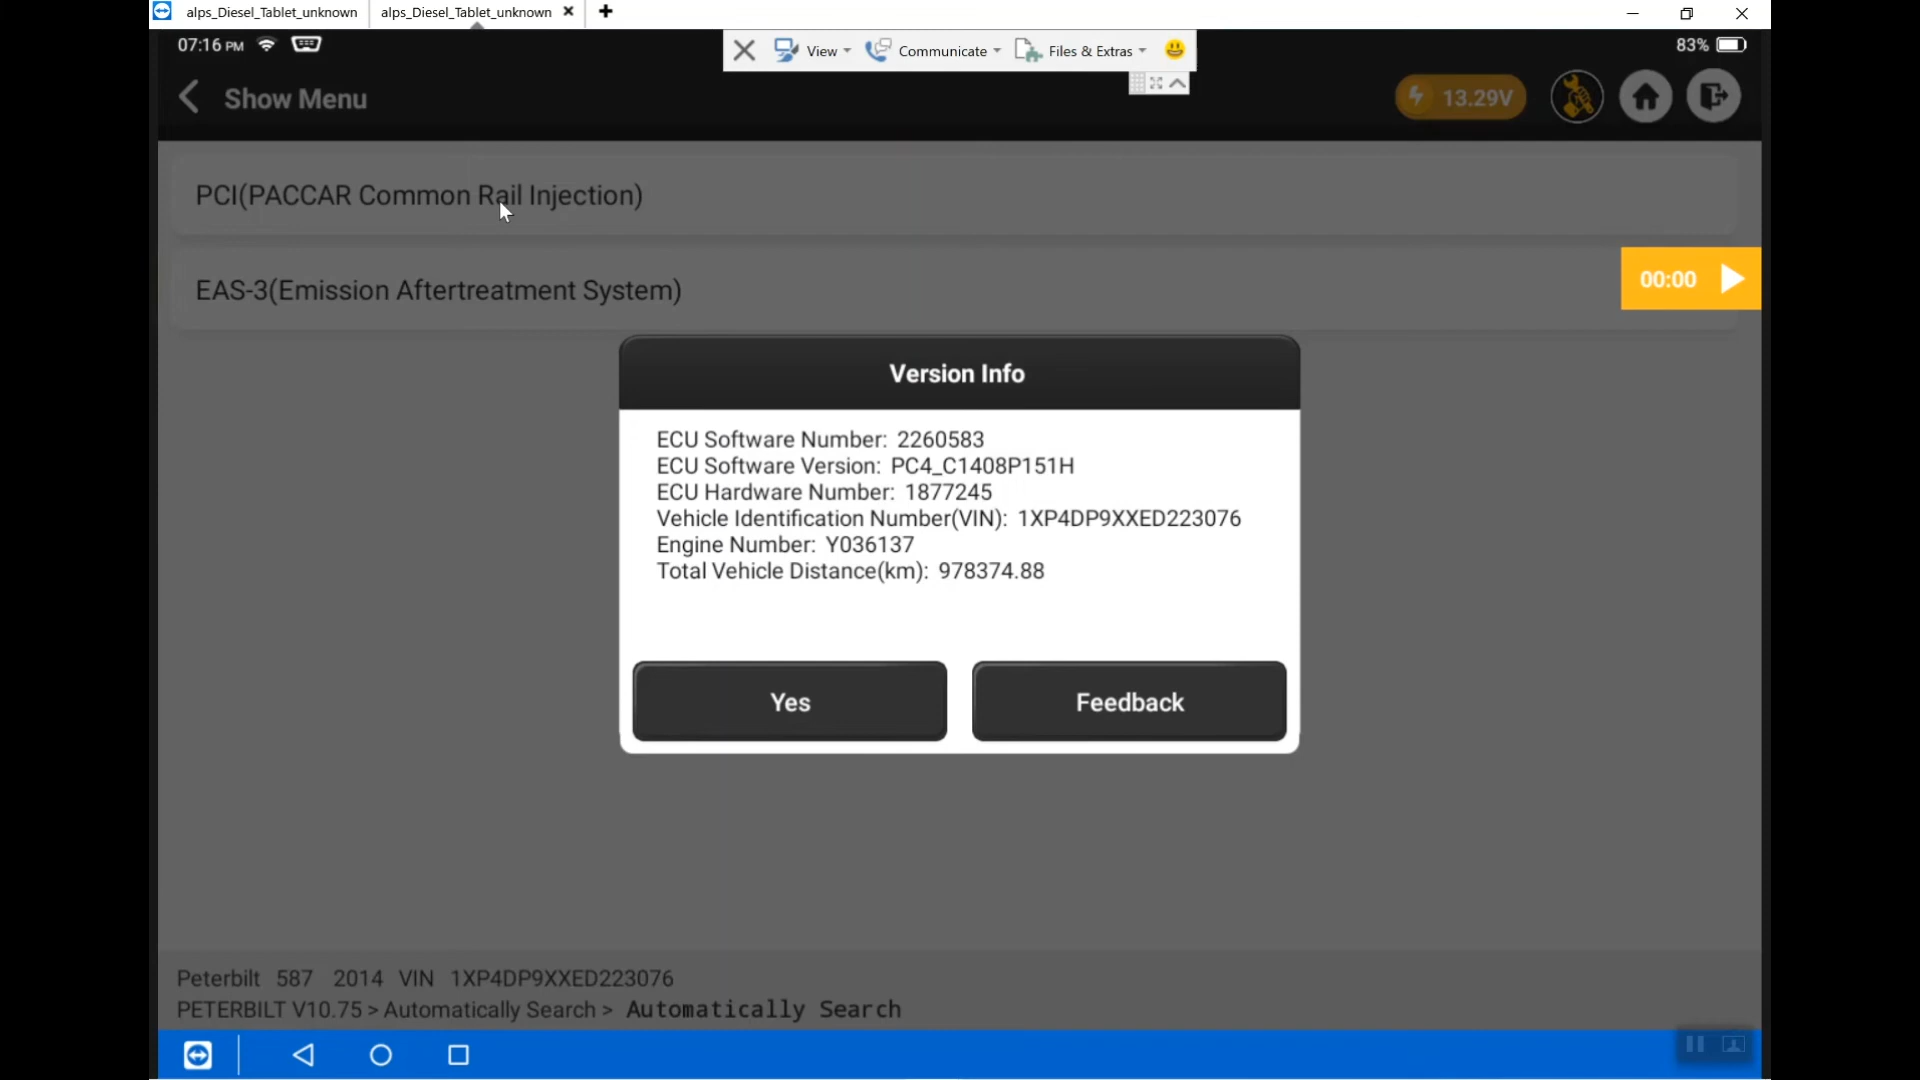 alps_Diesel_Tablet_unknown alps_Diesel_Tablet_unknown
07:16 PM View Communicate Files & Extras 83%
Show Menu 13.29V
PCI(PACCAR Common Rail Injection)
EAS-3(Emission Aftertreatment System)
00:00
Version Info
ECU Software Number: 2260583
ECU Software Version: PC4_C1408P151H
ECU Hardware Number: 1877245
Vehicle Identification Number(VIN): 1XP4DP9XXED223076
Engine Number: Y036137
Total Vehicle Distance(km): 978374.88
Yes Feedback
Peterbilt 587 2014 VIN 1XP4DP9XXED223076
PETERBILT V10.75 > Automatically Search > Automatically Search